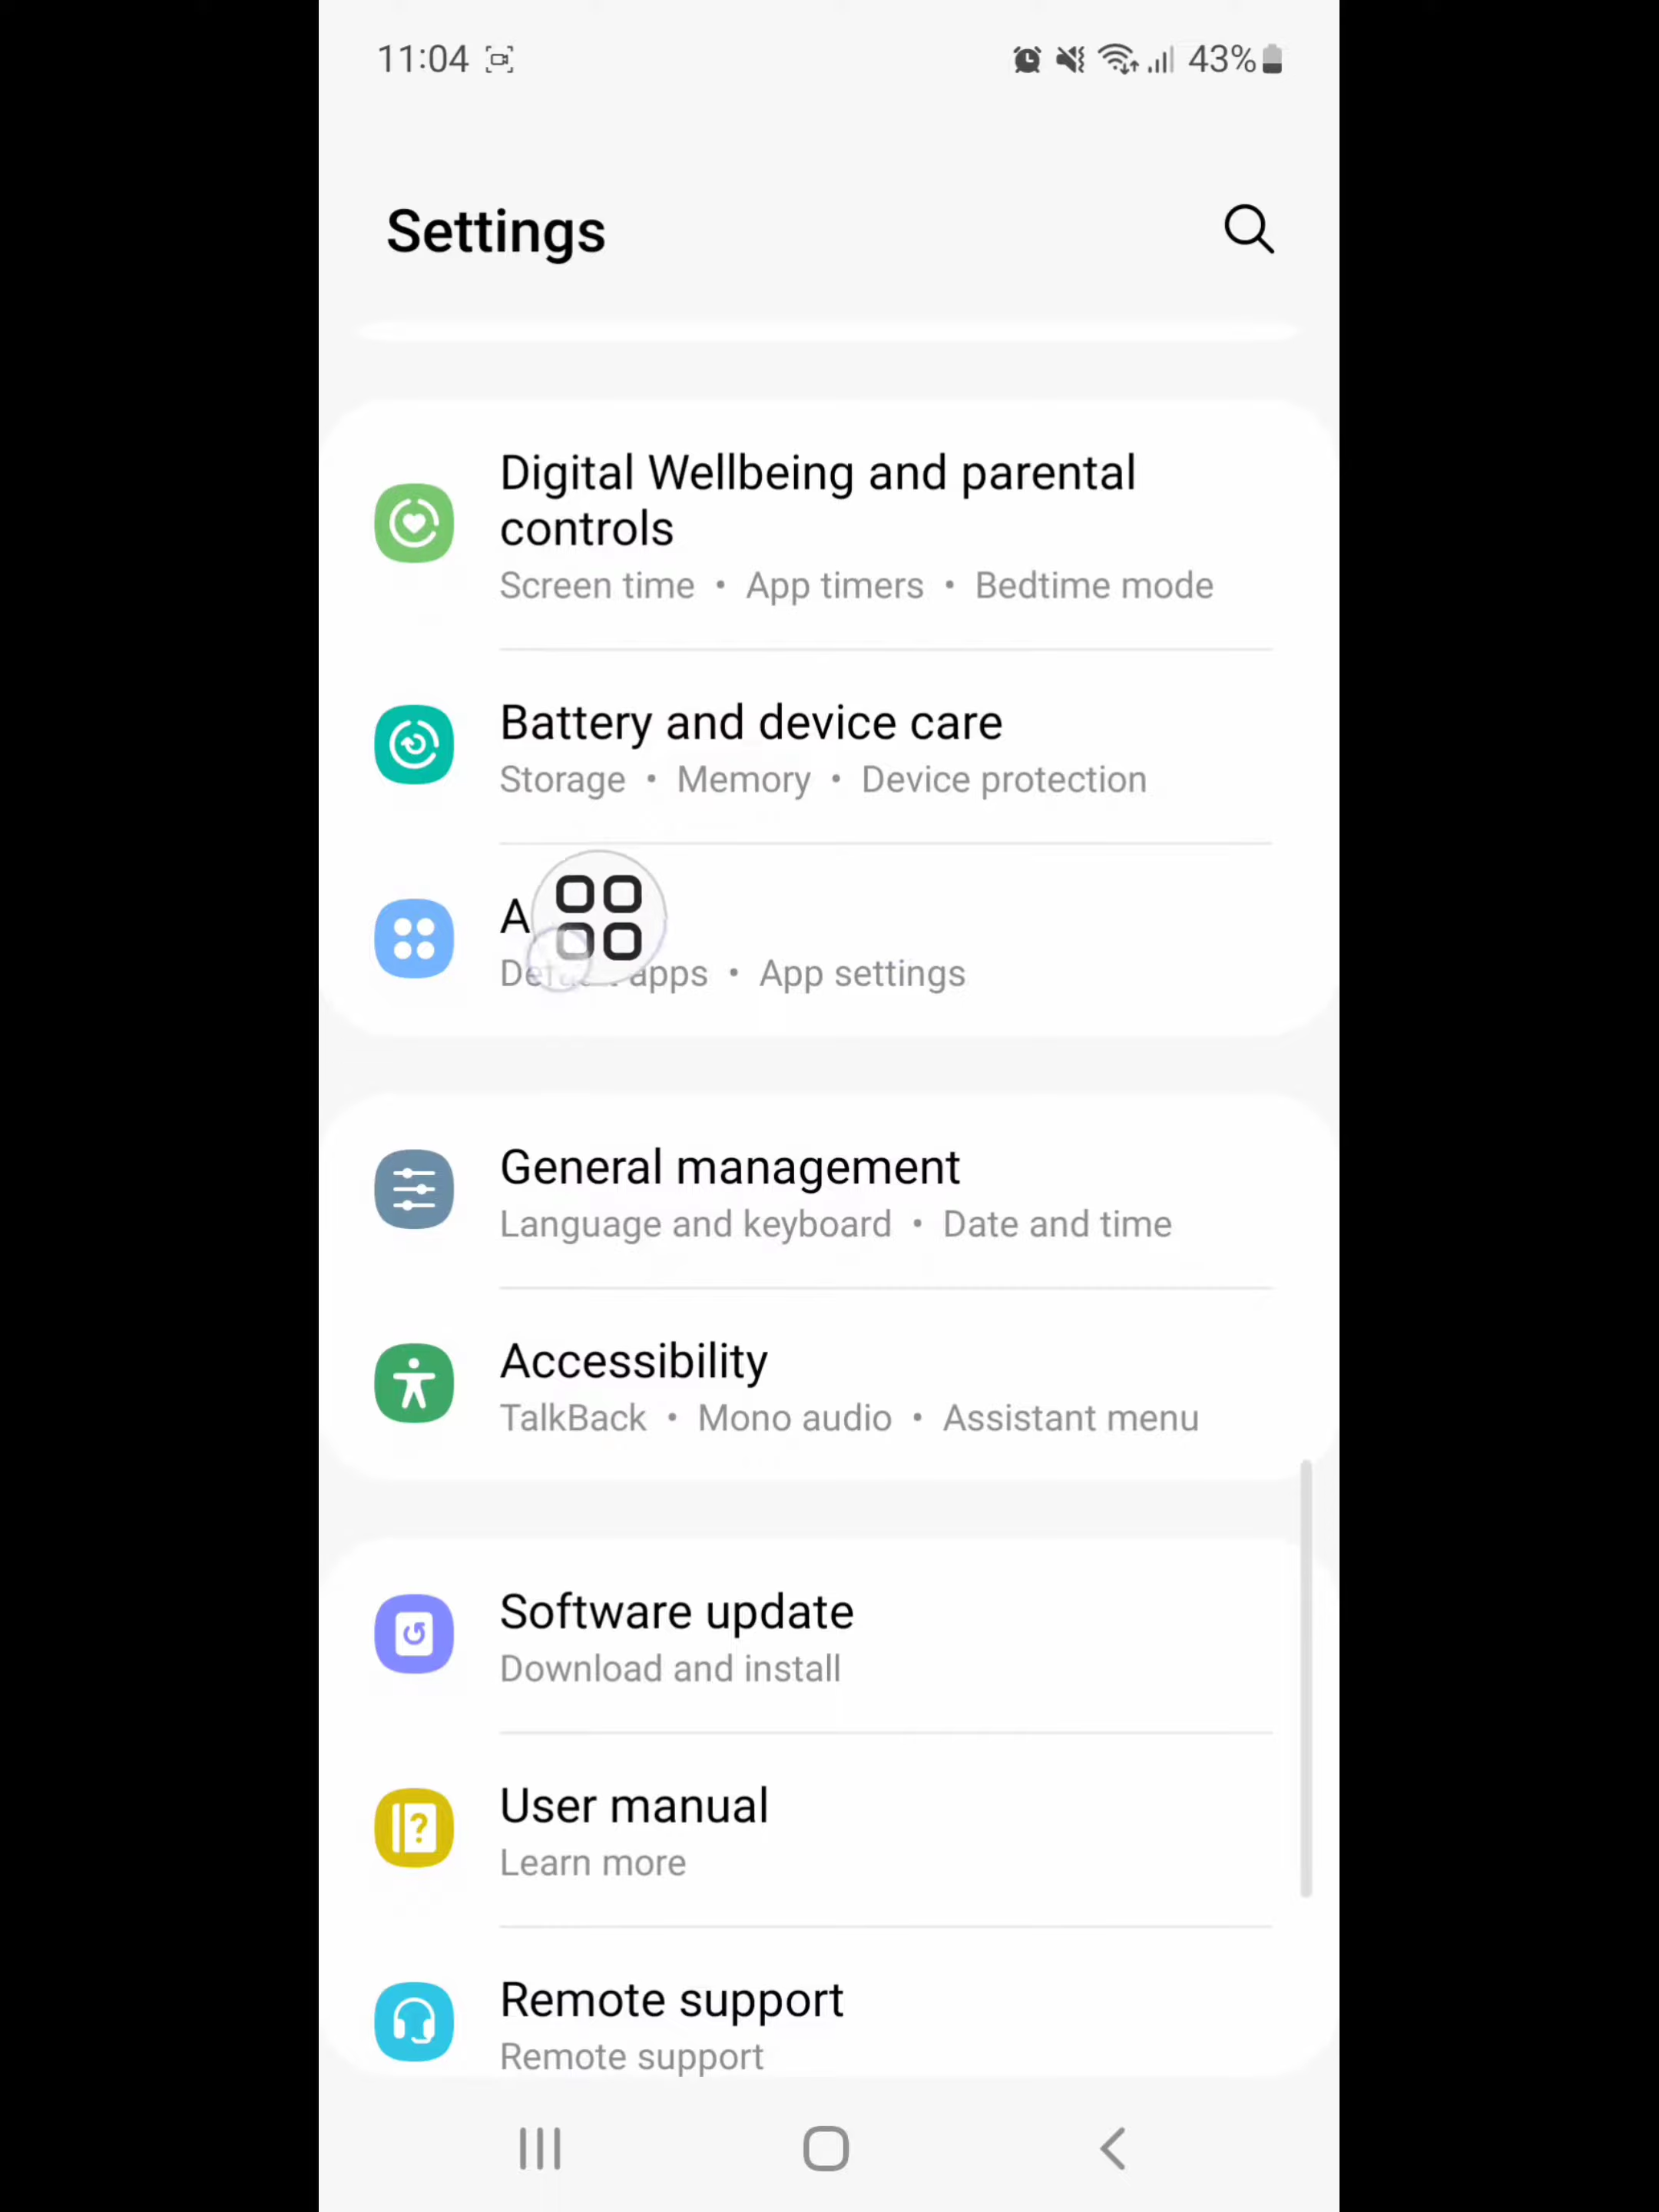 11:04 43%
Settings
Digital Wellbeing and parental
controls
Screen time • App timers • Bedtime mode
Battery and device care
Storage • Memory • Device protection
apps • App settings
General management
Language and keyboard • Date and time
Accessibility
TalkBack • Mono audio • Assistant menu
Software update
Download and install
User manual
Learn more
Remote support
Remote support